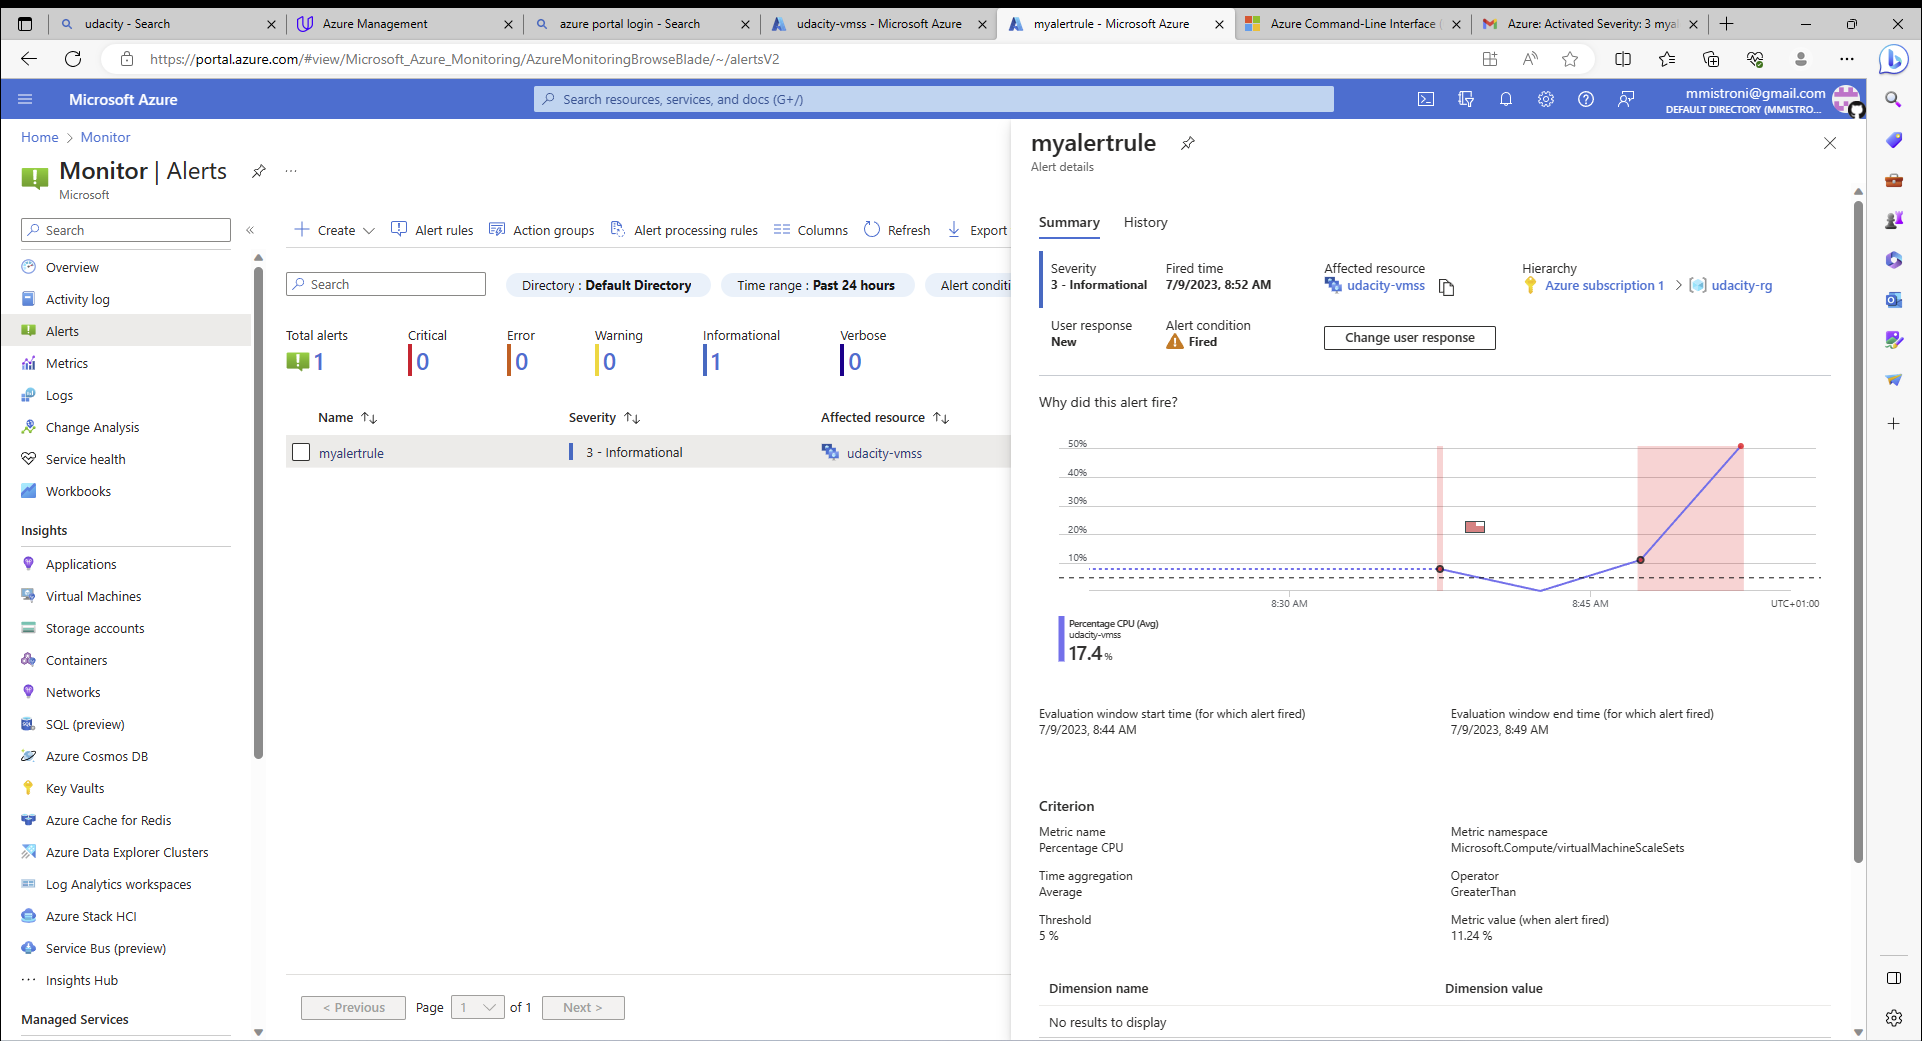 udacity - Search
Azure Management
azure portal login - Search
udacity-vmss - Microsoft Azure
myalertrule - Microsoft Azure
Azure Command-Line Interface (
Azure: Activated Severity: 3 myal
https://portal.azure.com/#view/Microsoft_Azure_Monitoring/AzureMonitoringBrowseBlade/~/alertsV2
Microsoft Azure
Search resources, services, and docs (G+/)
mmistroni@gmail.com
DEFAULT DIRECTORY (MMISTRO...
Home > Monitor
Monitor | Alerts
Microsoft
Search
Overview
Activity log
Alerts
Metrics
Logs
Change Analysis
Service health
Workbooks
Insights
Applications
Virtual Machines
Storage accounts
Containers
Networks
SQL (preview)
Azure Cosmos DB
Key Vaults
Azure Cache for Redis
Azure Data Explorer Clusters
Log Analytics workspaces
Azure Stack HCI
Service Bus (preview)
Insights Hub
Managed Services
Create Alert rules Action groups Alert processing rules Columns Refresh Export
Search
Directory : Default Directory
Time range : Past 24 hours
Alert conditi
Total alerts Critical Error Warning Informational Verbose
1 0 0 0 1 0
Name Severity Affected resource
myalertrule 3 - Informational udacity-vmss
< Previous Page 1 of 1 Next >
myalertrule
Alert details
Summary History
Severity Fired time Affected resource Hierarchy
3 - Informational 7/9/2023, 8:52 AM udacity-vmss Azure subscription 1 > udacity-rg
User response Alert condition
New Fired
Change user response
Why did this alert fire?
50%
40%
30%
20%
10%
8:30 AM 8:45 AM UTC+01:00
Percentage CPU (Avg)
udacity-vmss
17.4 %
Evaluation window start time (for which alert fired) Evaluation window end time (for which alert fired)
7/9/2023, 8:44 AM 7/9/2023, 8:49 AM
Criterion
Metric name Metric namespace
Percentage CPU Microsoft.Compute/virtualMachineScaleSets
Time aggregation Operator
Average GreaterThan
Threshold Metric value (when alert fired)
5 % 11.24 %
Dimension name Dimension value
No results to display